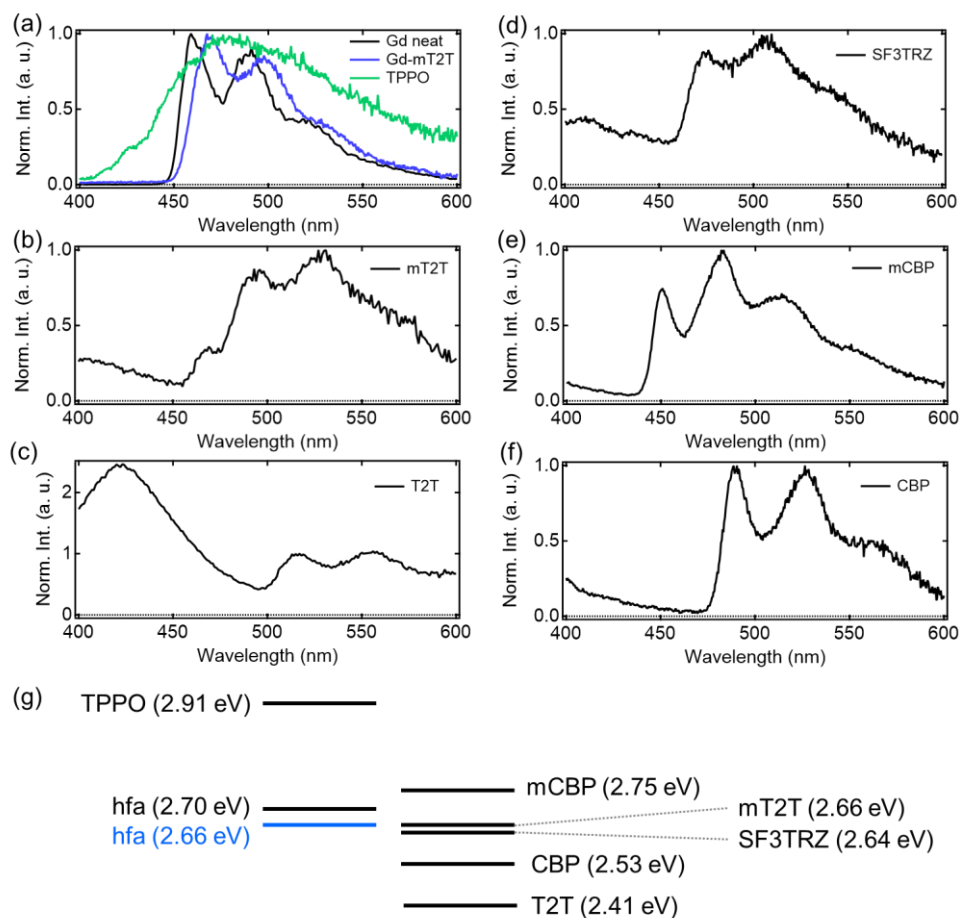 (a)
Norm. Int. (a. u.)
1.0
0.5
0.0
Gd neat
Gd-mT2T
TPPO
400 450 500 550 600
Wavelength (nm)
(d)
Norm. Int. (a. u.)
1.0
0.5
0.0
SF3TRZ
400 450 500 550 600
Wavelength (nm)
(b)
Norm. Int. (a. u.)
1.0
0.5
0.0
mT2T
400 450 500 550 600
Wavelength (nm)
(e)
Norm. Int. (a. u.)
1.0
0.5
0.0
mCBP
400 450 500 550 600
Wavelength (nm)
(c)
Norm. Int. (a. u.)
2
1
0
T2T
400 450 500 550 600
Wavelength (nm)
(f)
Norm. Int. (a. u.)
1.0
0.5
0.0
CBP
400 450 500 550 600
Wavelength (nm)
(g)
TPPO (2.91 eV)
hfa (2.70 eV)
hfa (2.66 eV)
mCBP (2.75 eV)
mT2T (2.66 eV)
SF3TRZ (2.64 eV)
CBP (2.53 eV)
T2T (2.41 eV)